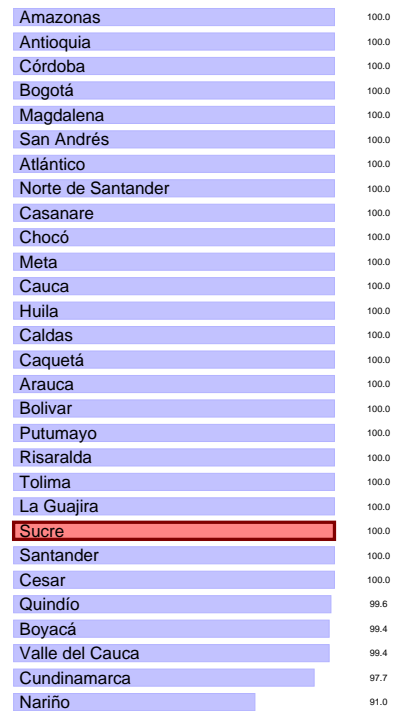 Amazonas 100.0
Antioquia 100.0
Córdoba 100.0
Bogotá 100.0
Magdalena 100.0
San Andrés 100.0
Atlántico 100.0
Norte de Santander 100.0
Casanare 100.0
Chocó 100.0
Meta 100.0
Cauca 100.0
Huila 100.0
Caldas 100.0
Caquetá 100.0
Arauca 100.0
Bolivar 100.0
Putumayo 100.0
Risaralda 100.0
Tolima 100.0
La Guajira 100.0
Sucre 100.0
Santander 100.0
Cesar 100.0
Quindío 99.6
Boyacá 99.4
Valle del Cauca 99.4
Cundinamarca 97.7
Nariño 91.0